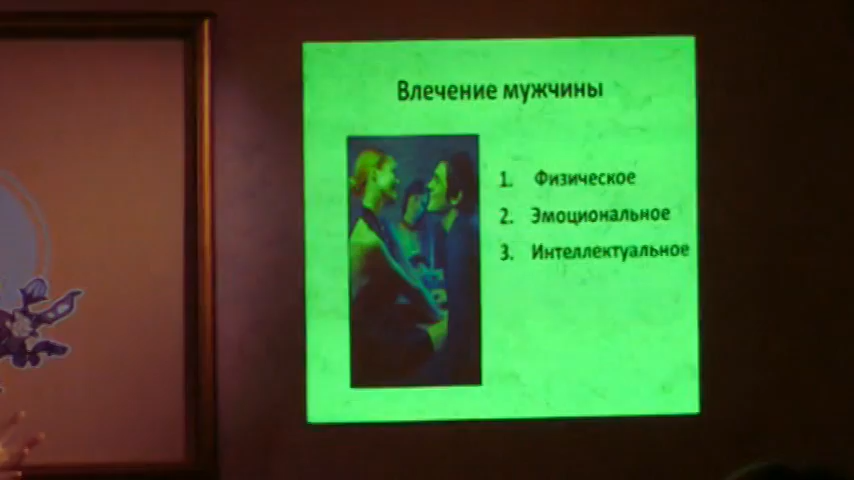 Влечение мужчины
1. Физическое
2. Эмоциональное
3. Интеллектуальное